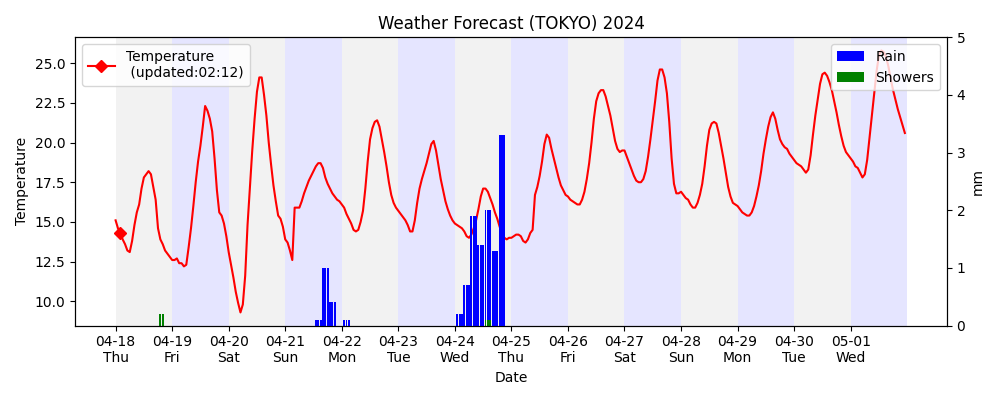 Weather Forecast (TOKYO) 2024
Temperature
(updated:02:12)
Rain
Showers
Temperature
25.0
22.5
20.0
17.5
15.0
12.5
10.0
5
4
3
2
1
0
mm
04-18 04-19 04-20 04-21 04-22 04-23 04-24 04-25 04-26 04-27 04-28 04-29 04-30 05-01
Thu Fri Sat Sun Mon Tue Wed Thu Fri Sat Sun Mon Tue Wed
Date